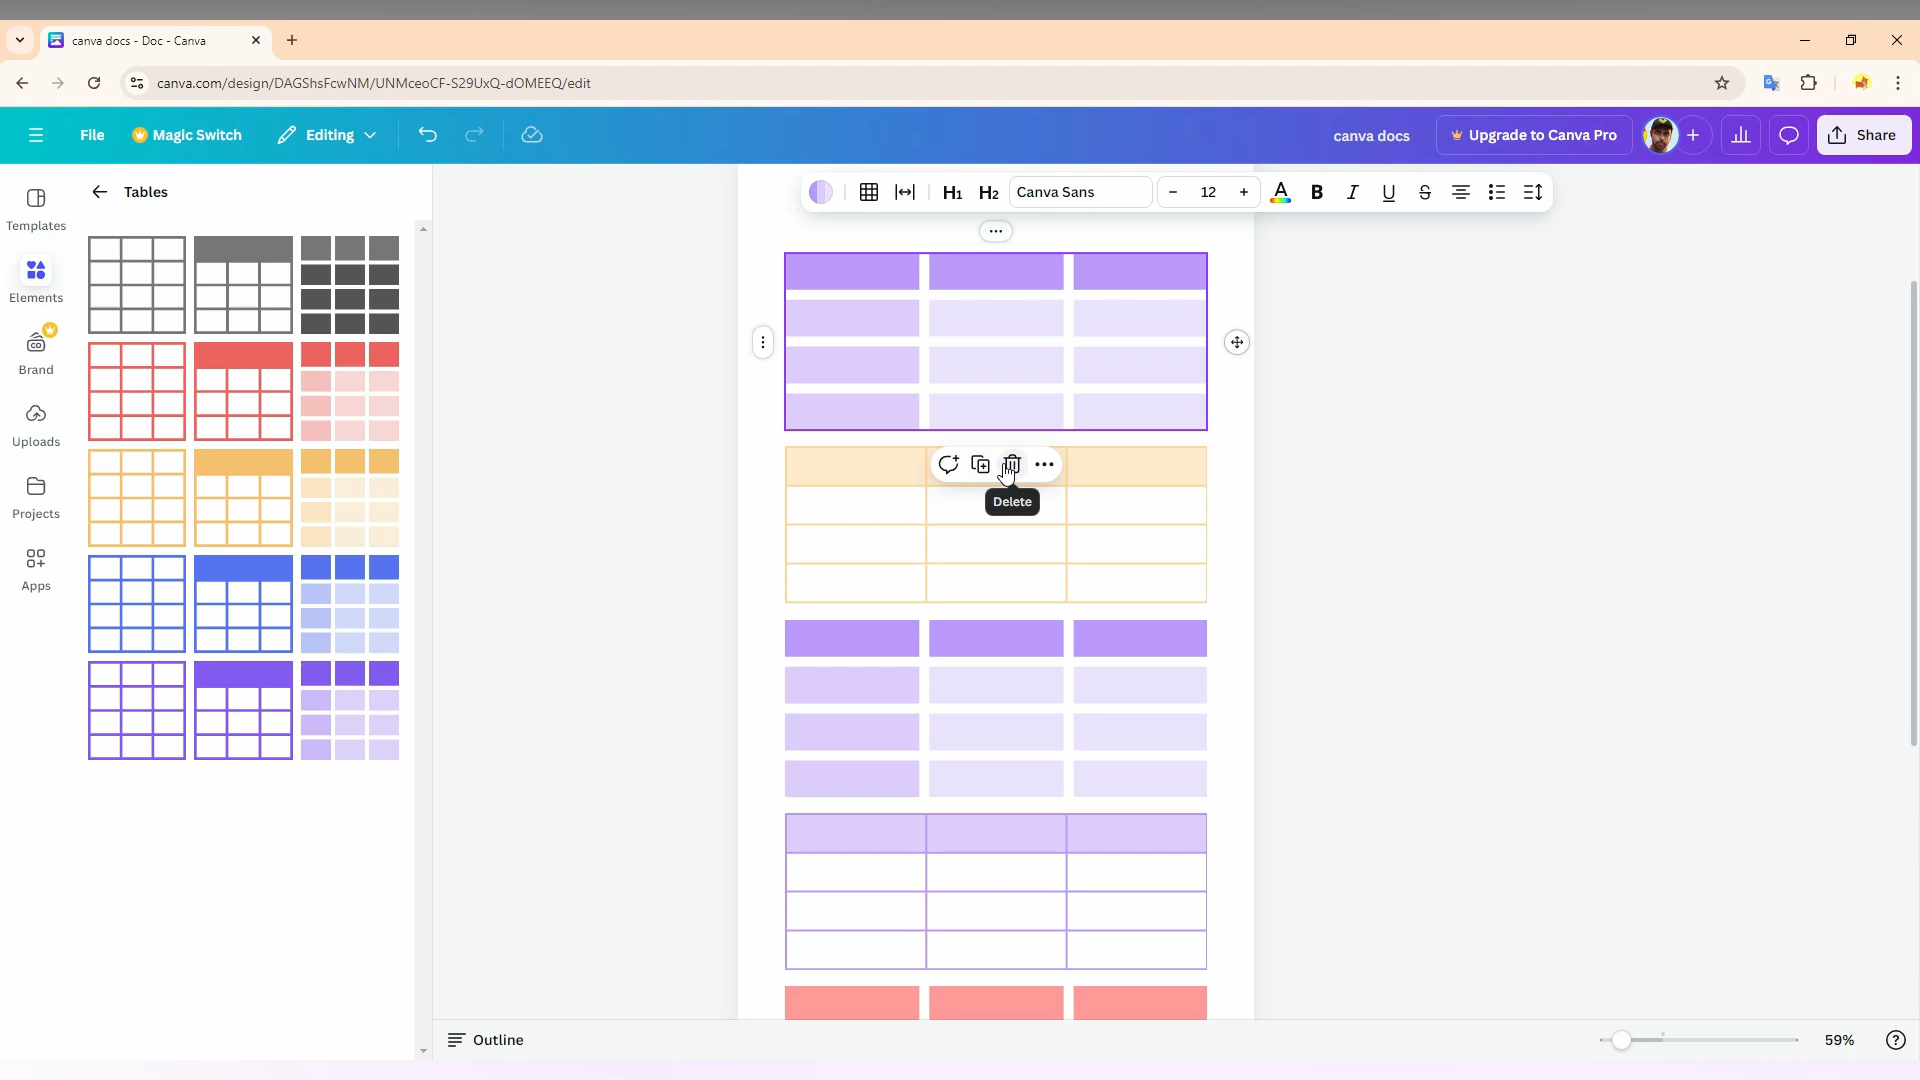 canva docs - Doc - Canva
canva.com/design/DAGShsFcwNM/UNMceoCF-S29UxQ-dOMEEQ/edit
File
Magic Switch
Editing
canva docs
Upgrade to Canva Pro
Share
Templates
Elements
Brand
Uploads
Projects
Apps
Tables
H1
H2
Canva Sans
12
A
B
I
U
S
CO
Delete
Outline
59%